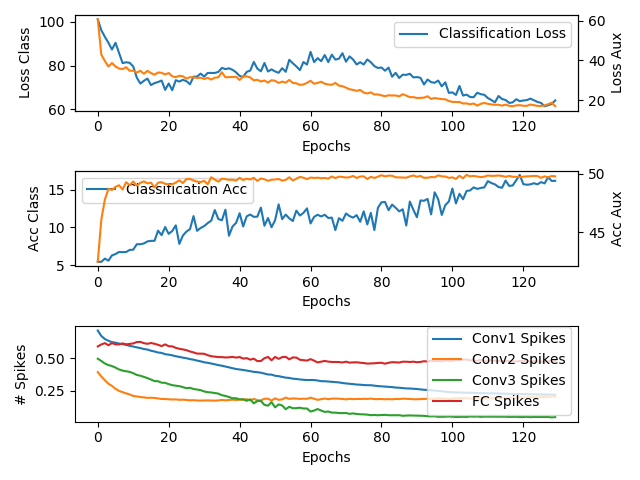 100
80
60
Loss Class
Classification Loss
60
40
20
Loss Aux
0 20 40 60 80 100 120
Epochs
15
10
5
Acc Class
Classification Acc
50
45
Acc Aux
0 20 40 60 80 100 120
Epochs
0.50
0.25
# Spikes
Conv1 Spikes
Conv2 Spikes
Conv3 Spikes
FC Spikes
0 20 40 60 80 100 120
Epochs